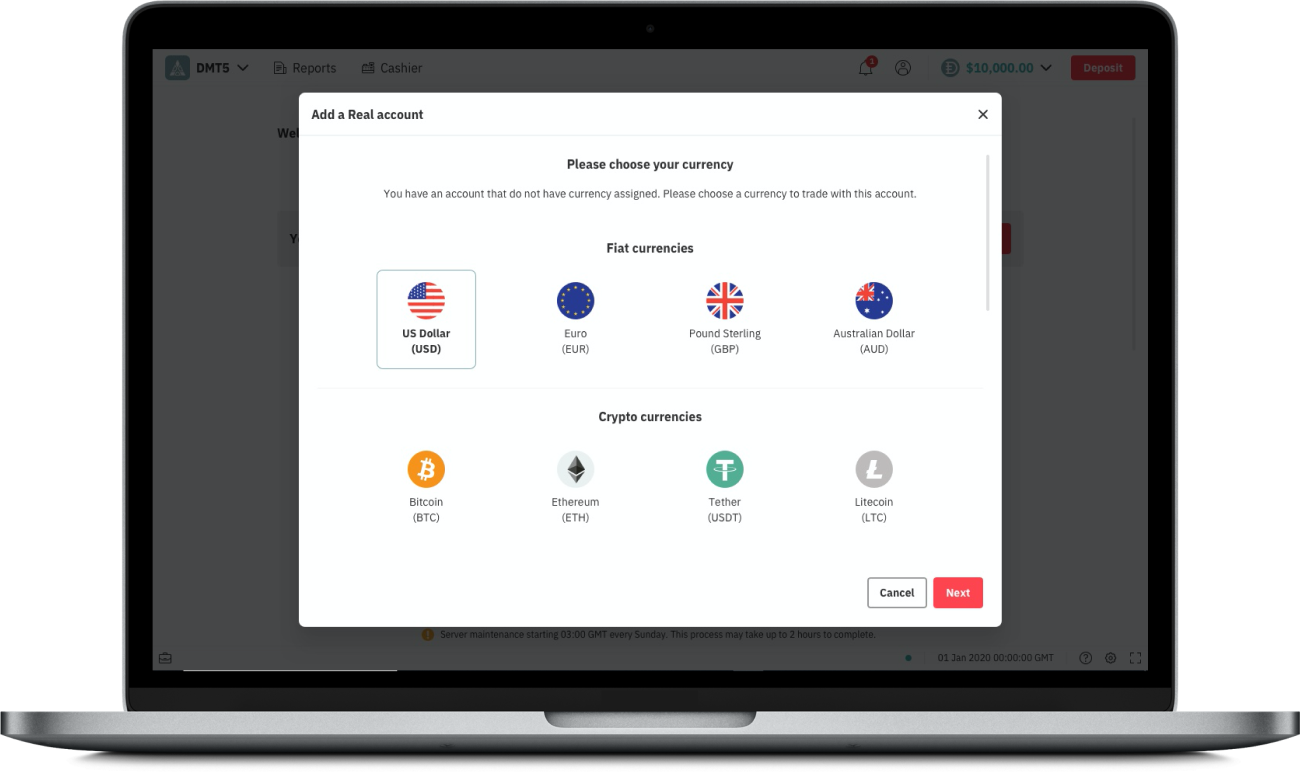 DMT5
Reports
Cashier
1
$10,000.00
Deposit
Wel
Add a Real account
Please choose your currency
You have an account that do not have currency assigned. Please choose a currency to trade with this account.
Y
Fiat currencies
US Dollar
(USD)
Euro
(EUR)
Pound Sterling
(GBP)
Australian Dollar
(AUD)
Crypto currencies
Bitcoin
(BTC)
Ethereum
(ETH)
Tether
(USDT)
Litecoin
(LTC)
Cancel
Next
Server maintenance starting 03:00 GMT every Sunday. This process may take up to 2 hours to complete.
01 Jan 2020 00:00:00 GMT